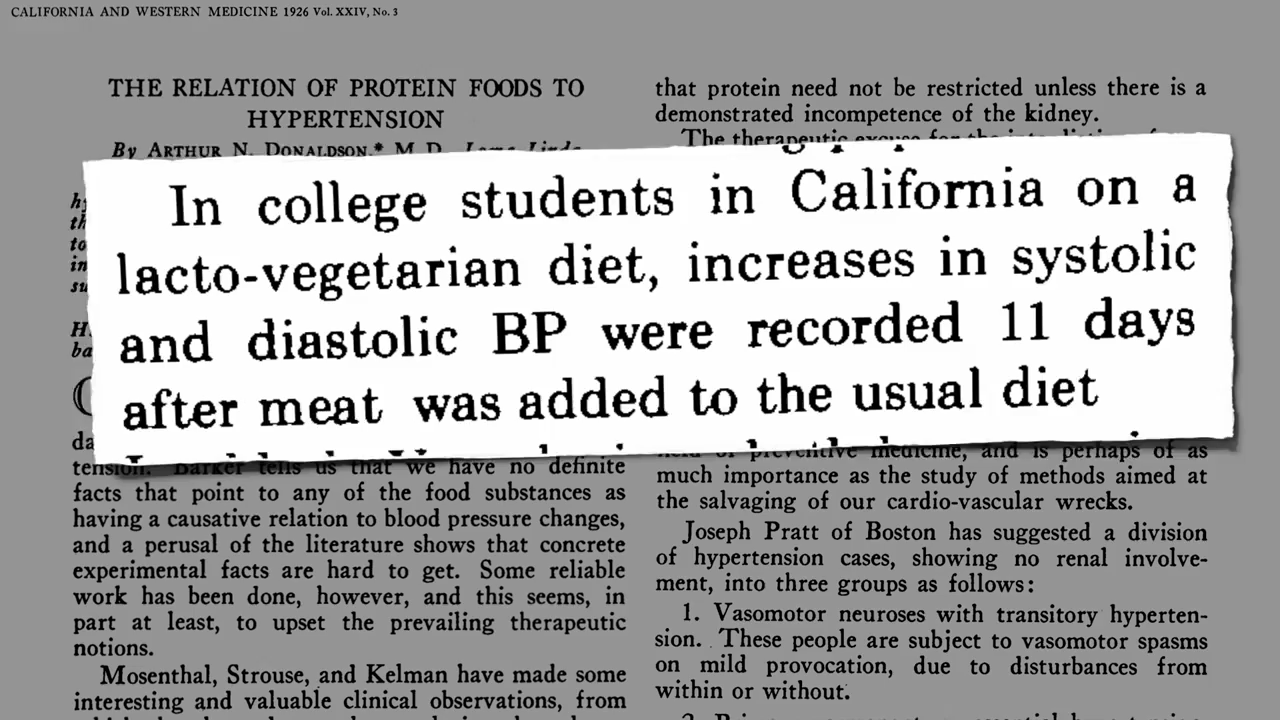 CALIFORNIA AND WESTERN MEDICINE 1926 Vol. XXIV, No. 3
THE RELATION OF PROTEIN FOODS TO
HYPERTENSION
By ARTHUR N. DONALDSON,* M. D., Loma Linda
that protein need not be restricted unless there is a
demonstrated incompetence of the kidney.
The therapeutic excuse for the
In college students in California on a
lacto-vegetarian diet, increases in systolic
and diastolic BP were recorded 11 days
after meat was added to the usual diet
tension. Barker tells us that we have no definite
facts that point to any of the food substances as
having a causative relation to blood pressure changes,
and a perusal of the literature shows that concrete
experimental facts are hard to get. Some reliable
work has been done, however, and this seems, in
part at least, to upset the prevailing therapeutic
notions.
Mosenthal, Strouse, and Kelman have made some
interesting and valuable clinical observations, from
field of preventive medicine, and is perhaps of as
much importance as the study of methods aimed at
the salvaging of our cardio-vascular wrecks.
Joseph Pratt of Boston has suggested a division
of hypertension cases, showing no renal involve-
ment, into three groups as follows:
1. Vasomotor neuroses with transitory hyperten-
sion. These people are subject to vasomotor spasms
on mild provocation, due to disturbances from
within or without.